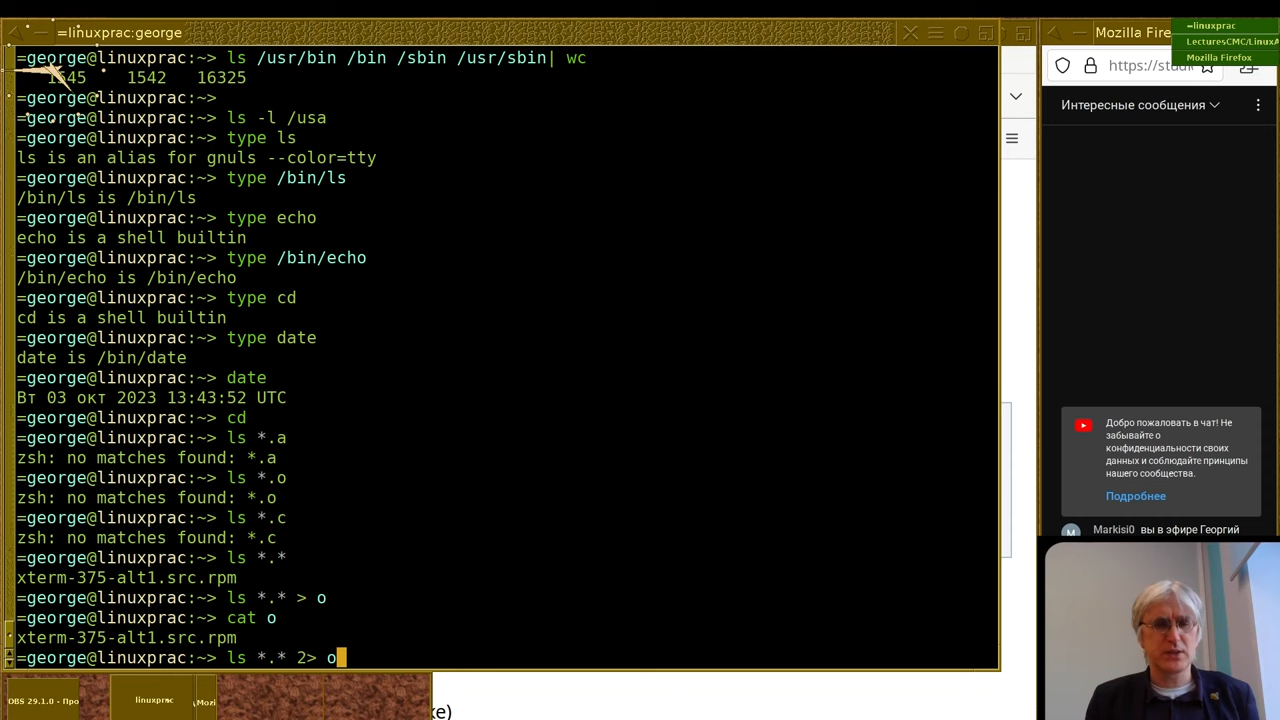 =linuxprac:george
=george@linuxprac:~> ls /usr/bin /bin /sbin /usr/sbin| wc
1545 1542 16325
=george@linuxprac:~>
=george@linuxprac:~> ls -l /usa
=george@linuxprac:~> type ls
ls is an alias for gnuls --color=tty
=george@linuxprac:~> type /bin/ls
/bin/ls is /bin/ls
=george@linuxprac:~> type echo
echo is a shell builtin
=george@linuxprac:~> type /bin/echo
/bin/echo is /bin/echo
=george@linuxprac:~> type cd
cd is a shell builtin
=george@linuxprac:~> type date
date is /bin/date
=george@linuxprac:~> date
Вт 03 окт 2023 13:43:52 UTC
=george@linuxprac:~> cd
=george@linuxprac:~> ls *.a
zsh: no matches found: *.a
=george@linuxprac:~> ls *.o
zsh: no matches found: *.o
=george@linuxprac:~> ls *.c
zsh: no matches found: *.c
=george@linuxprac:~> ls *.*
xterm-375-alt1.src.rpm
=george@linuxprac:~> ls *.* > o
=george@linuxprac:~> cat o
xterm-375-alt1.src.rpm
=george@linuxprac:~> ls *.* 2> o
DBS 29.1.0 - Про
linuxprac
Mozi
ке)
Mozilla Fire
=linuxprac
LecturesCMC/LinuxA
Mozilla Firefox
https://studi
Интересные сообщения
Добро пожаловать в чат! Не
забывайте о
конфиденциальности своих
данных и соблюдайте принципы
нашего сообщества.
Подробнее
M
Markisi0 вы в эфире Георгий